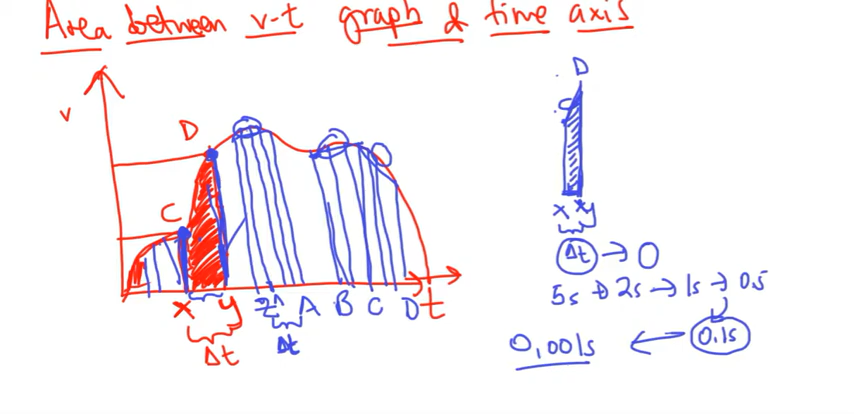 Area between v-t graph & time axis
D
v
D
C
C
x y
Δt → 0
5s → 2s → 1s → 0.5
x y z A B C D t
Δt
Δt
0,001s ← 0.1s